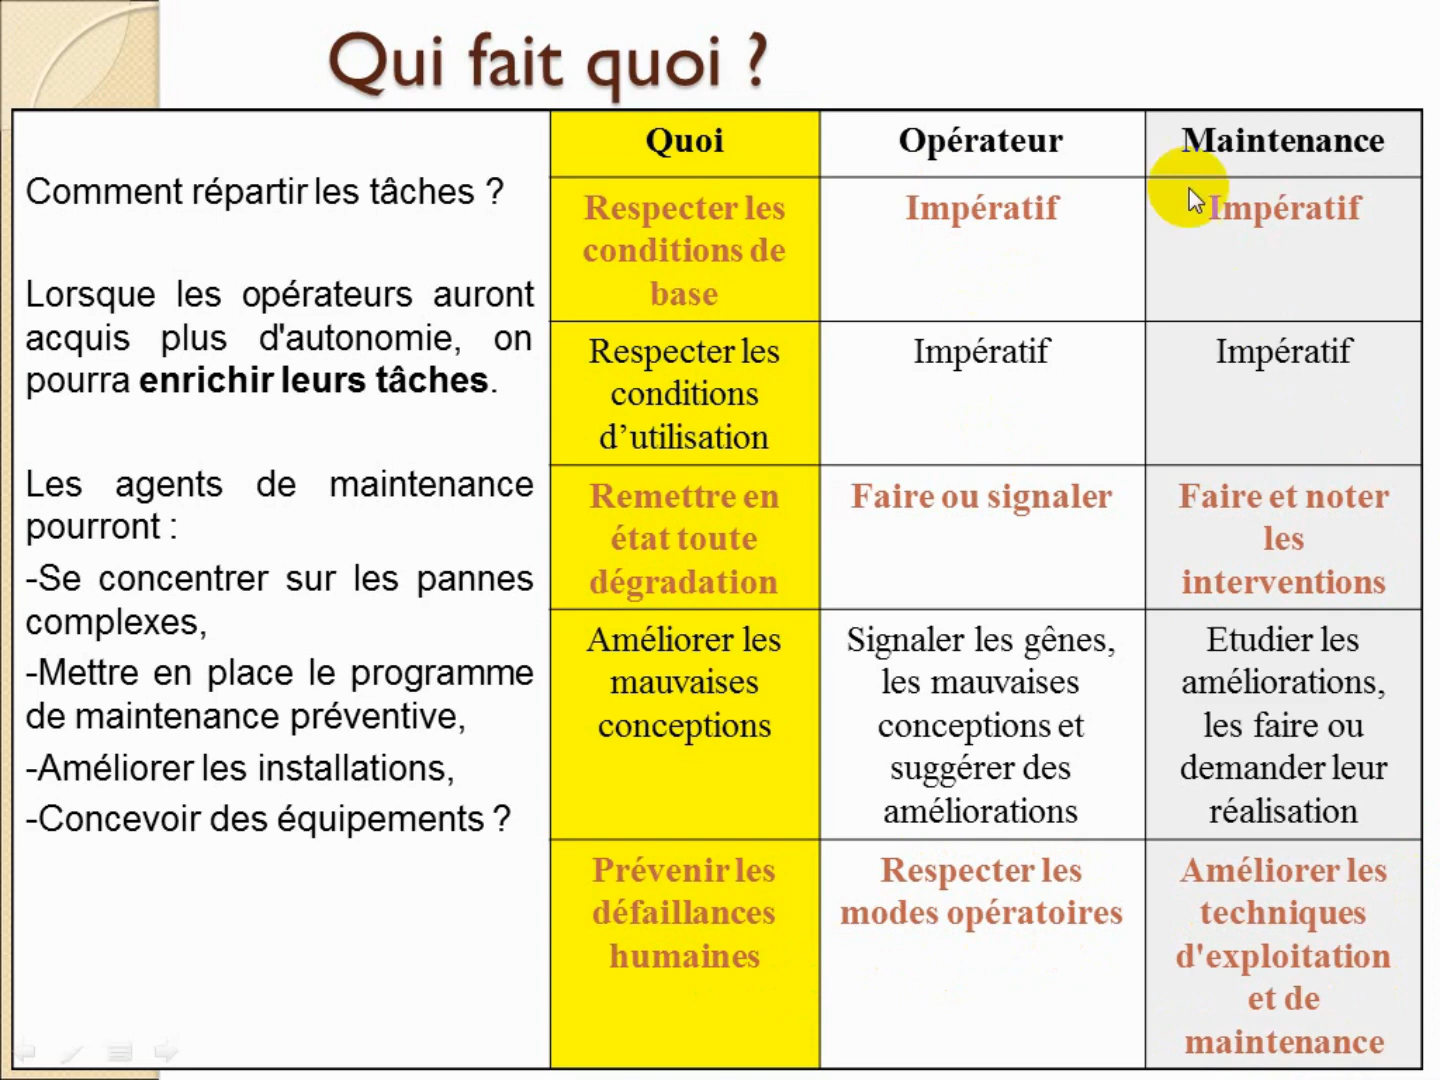 Qui fait quoi ?
Comment répartir les tâches ?
Lorsque les opérateurs auront
acquis plus d'autonomie, on
pourra enrichir leurs tâches.
Les agents de maintenance
pourront :
-Se concentrer sur les pannes
complexes,
-Mettre en place le programme
de maintenance préventive,
-Améliorer les installations,
-Concevoir des équipements ?
Quoi
Opérateur
Maintenance
Respecter les
conditions de
base
Impératif
Impératif
Respecter les
conditions
d’utilisation
Impératif
Impératif
Remettre en
état toute
dégradation
Faire ou signaler
Faire et noter
les
interventions
Améliorer les
mauvaises
conceptions
Signaler les gênes,
les mauvaises
conceptions et
suggérer des
améliorations
Etudier les
améliorations,
les faire ou
demander leur
réalisation
Prévenir les
défaillances
humaines
Respecter les
modes opératoires
Améliorer les
techniques
d'exploitation
et de
maintenance